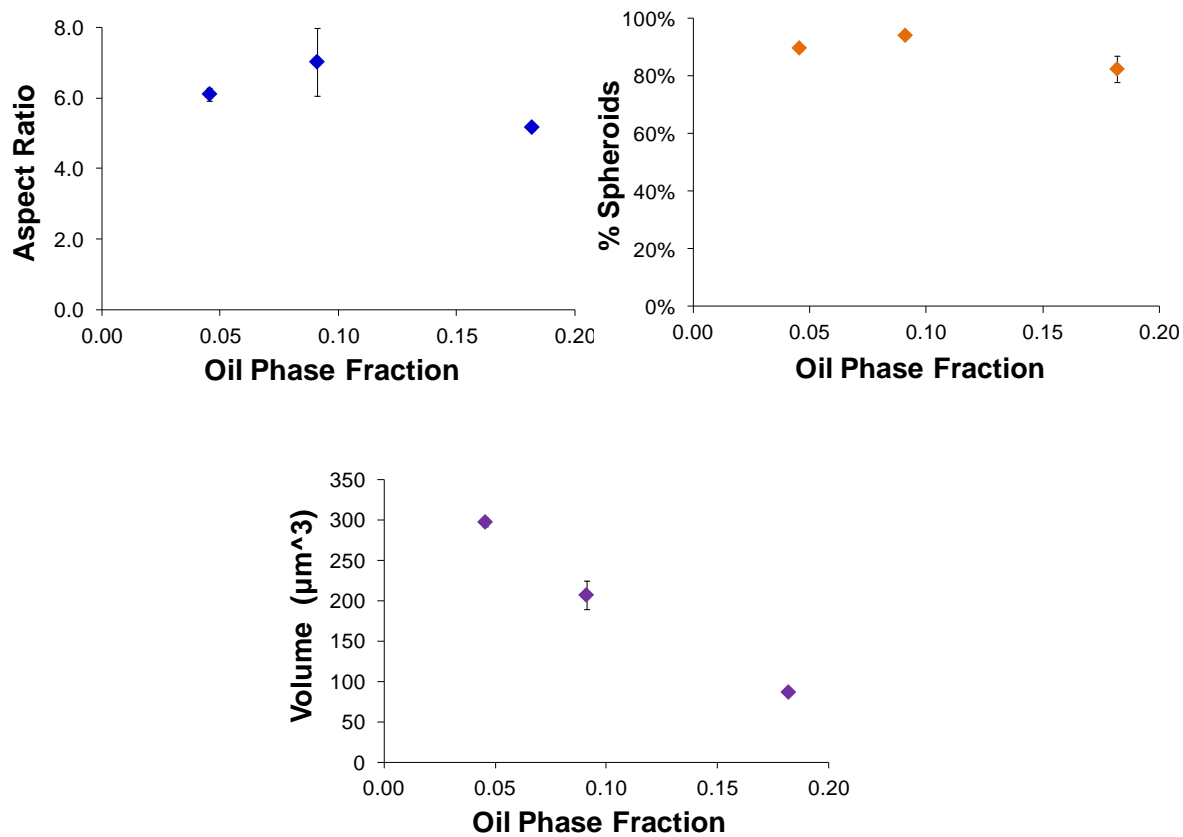 Aspect Ratio
8.0
6.0
4.0
2.0
0.0
0.00 0.05 0.10 0.15 0.20
Oil Phase Fraction
% Spheroids
100%
80%
60%
40%
20%
0%
0.00 0.05 0.10 0.15 0.20
Oil Phase Fraction
Volume (µm^3)
350
300
250
200
150
100
50
0
0.00 0.05 0.10 0.15 0.20
Oil Phase Fraction